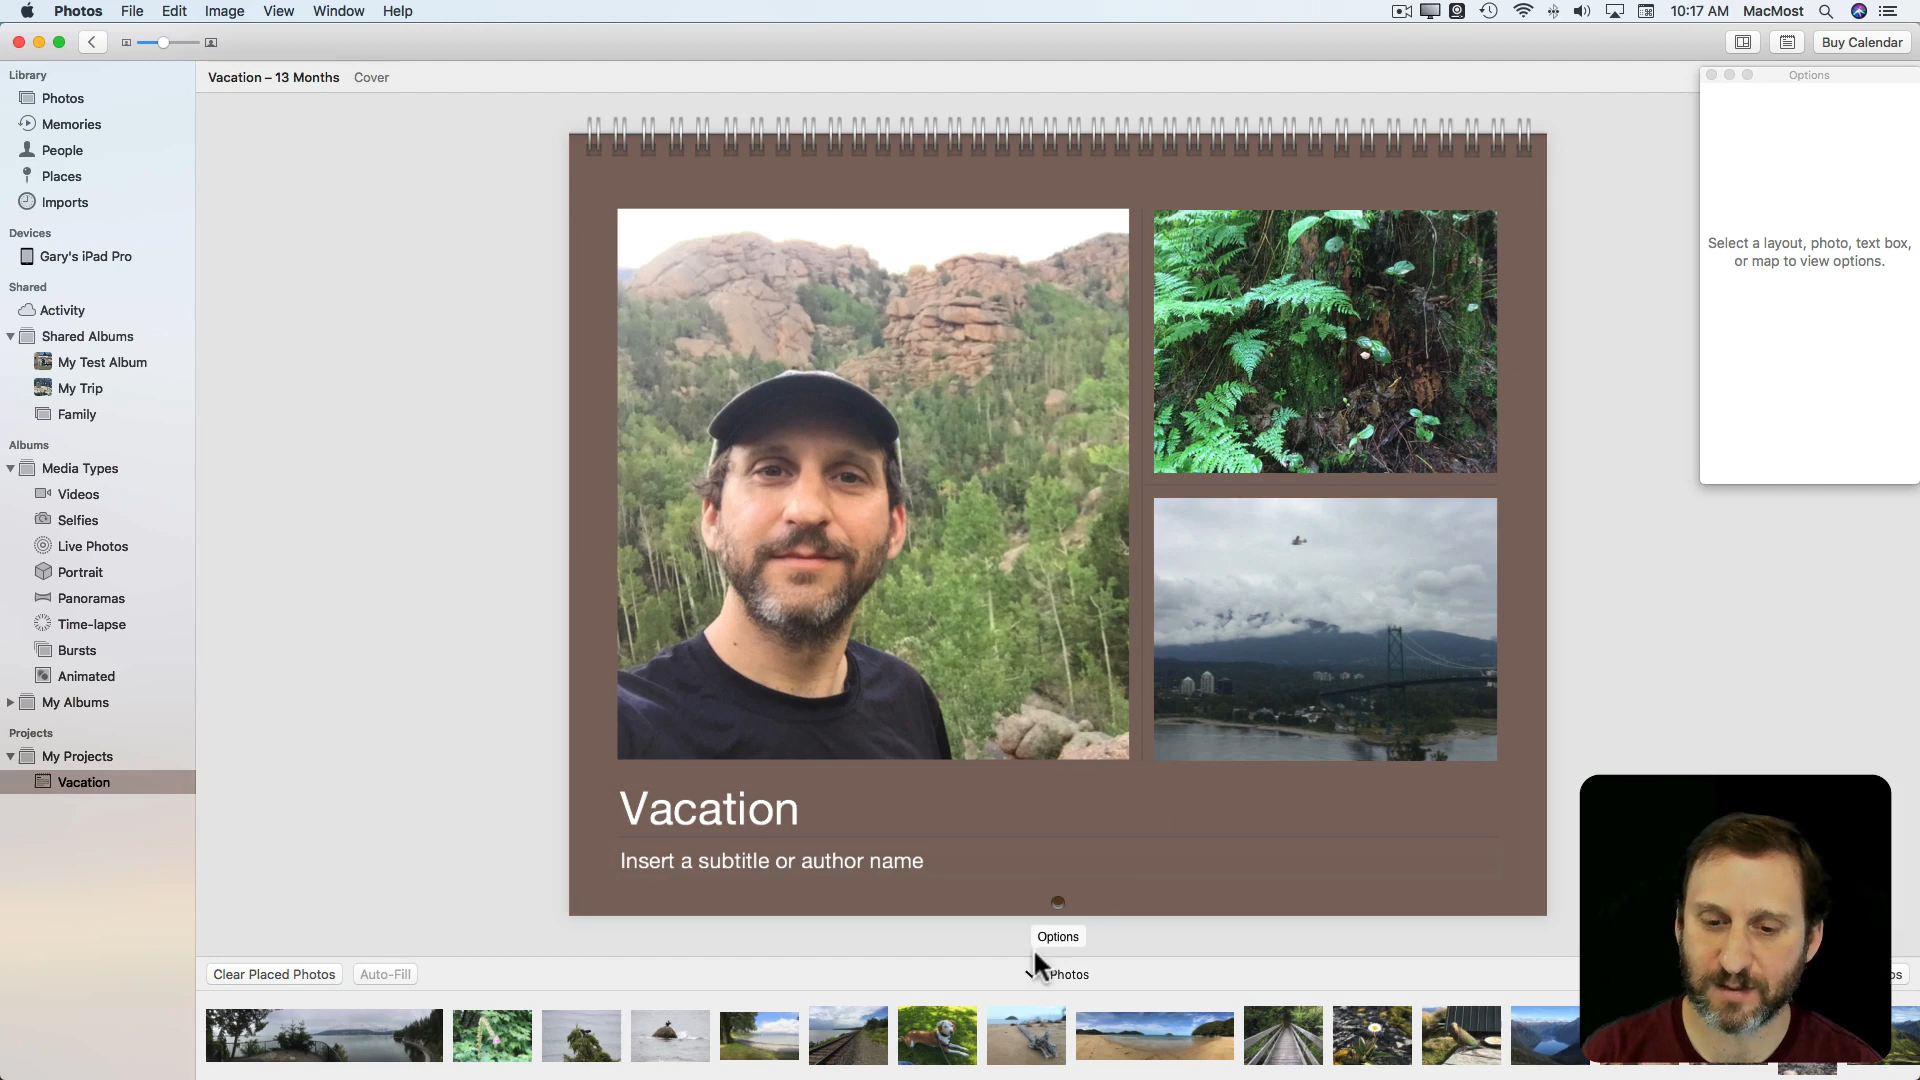 Photos File Edit Image View Window Help
10:17 AM MacMost
Buy Calendar
Library
Photos
Memories
People
Places
Imports
Devices
Gary's iPad Pro
Shared
Activity
Shared Albums
My Test Album
My Trip
Family
Albums
Media Types
Videos
Selfies
Live Photos
Portrait
Panoramas
Time-lapse
Bursts
Animated
My Albums
Projects
My Projects
Vacation
Vacation – 13 Months Cover
Options
Select a layout, photo, text box,
or map to view options.
Vacation
Insert a subtitle or author name
Options
Clear Placed Photos Auto-Fill Photos